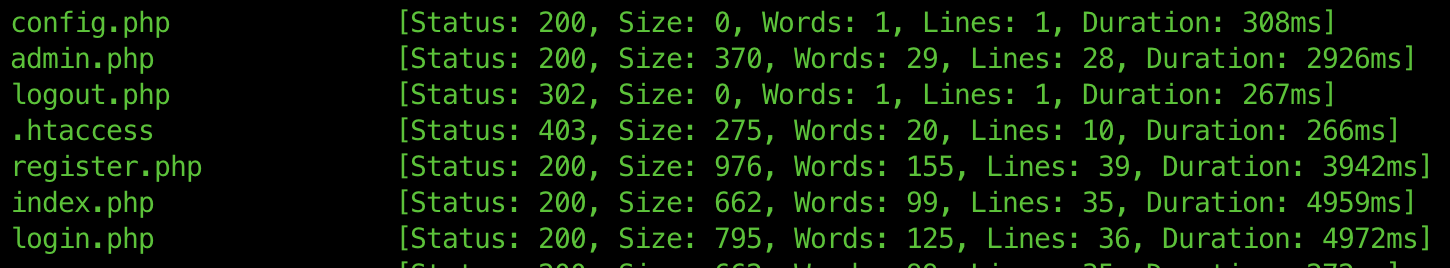 config.php [Status: 200, Size: 0, Words: 1, Lines: 1, Duration: 308ms]
admin.php [Status: 200, Size: 370, Words: 29, Lines: 28, Duration: 2926ms]
logout.php [Status: 302, Size: 0, Words: 1, Lines: 1, Duration: 267ms]
.htaccess [Status: 403, Size: 275, Words: 20, Lines: 10, Duration: 266ms]
register.php [Status: 200, Size: 976, Words: 155, Lines: 39, Duration: 3942ms]
index.php [Status: 200, Size: 662, Words: 99, Lines: 35, Duration: 4959ms]
login.php [Status: 200, Size: 795, Words: 125, Lines: 36, Duration: 4972ms]